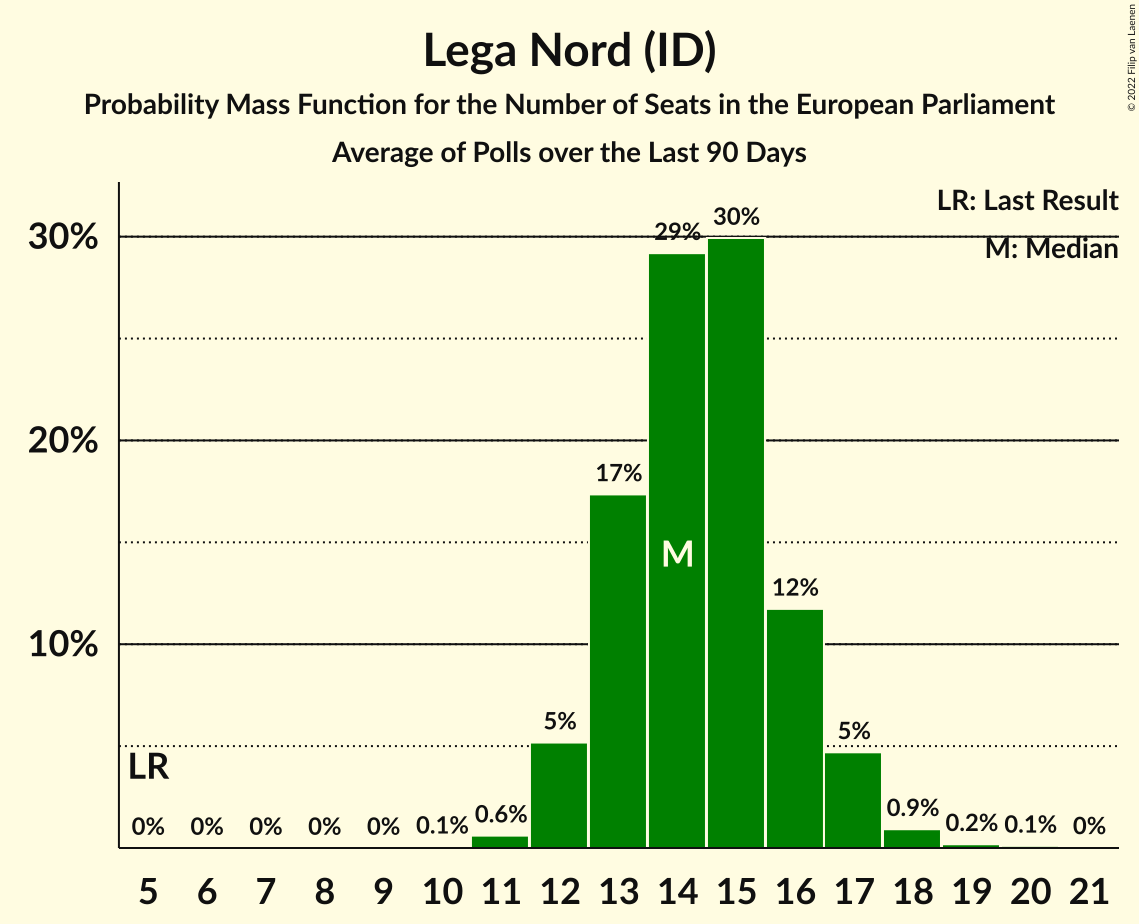 Lega Nord (ID)
Probability Mass Function for the Number of Seats in the European Parliament
Average of Polls over the Last 90 Days
© 2022 Filip van Laenen
LR: Last Result
M: Median
30%
20%
10%
LR
M
0% 0% 0% 0% 0% 0.1% 0.6% 5% 17% 29% 30% 12% 5% 0.9% 0.2% 0.1% 0%
5 6 7 8 9 10 11 12 13 14 15 16 17 18 19 20 21